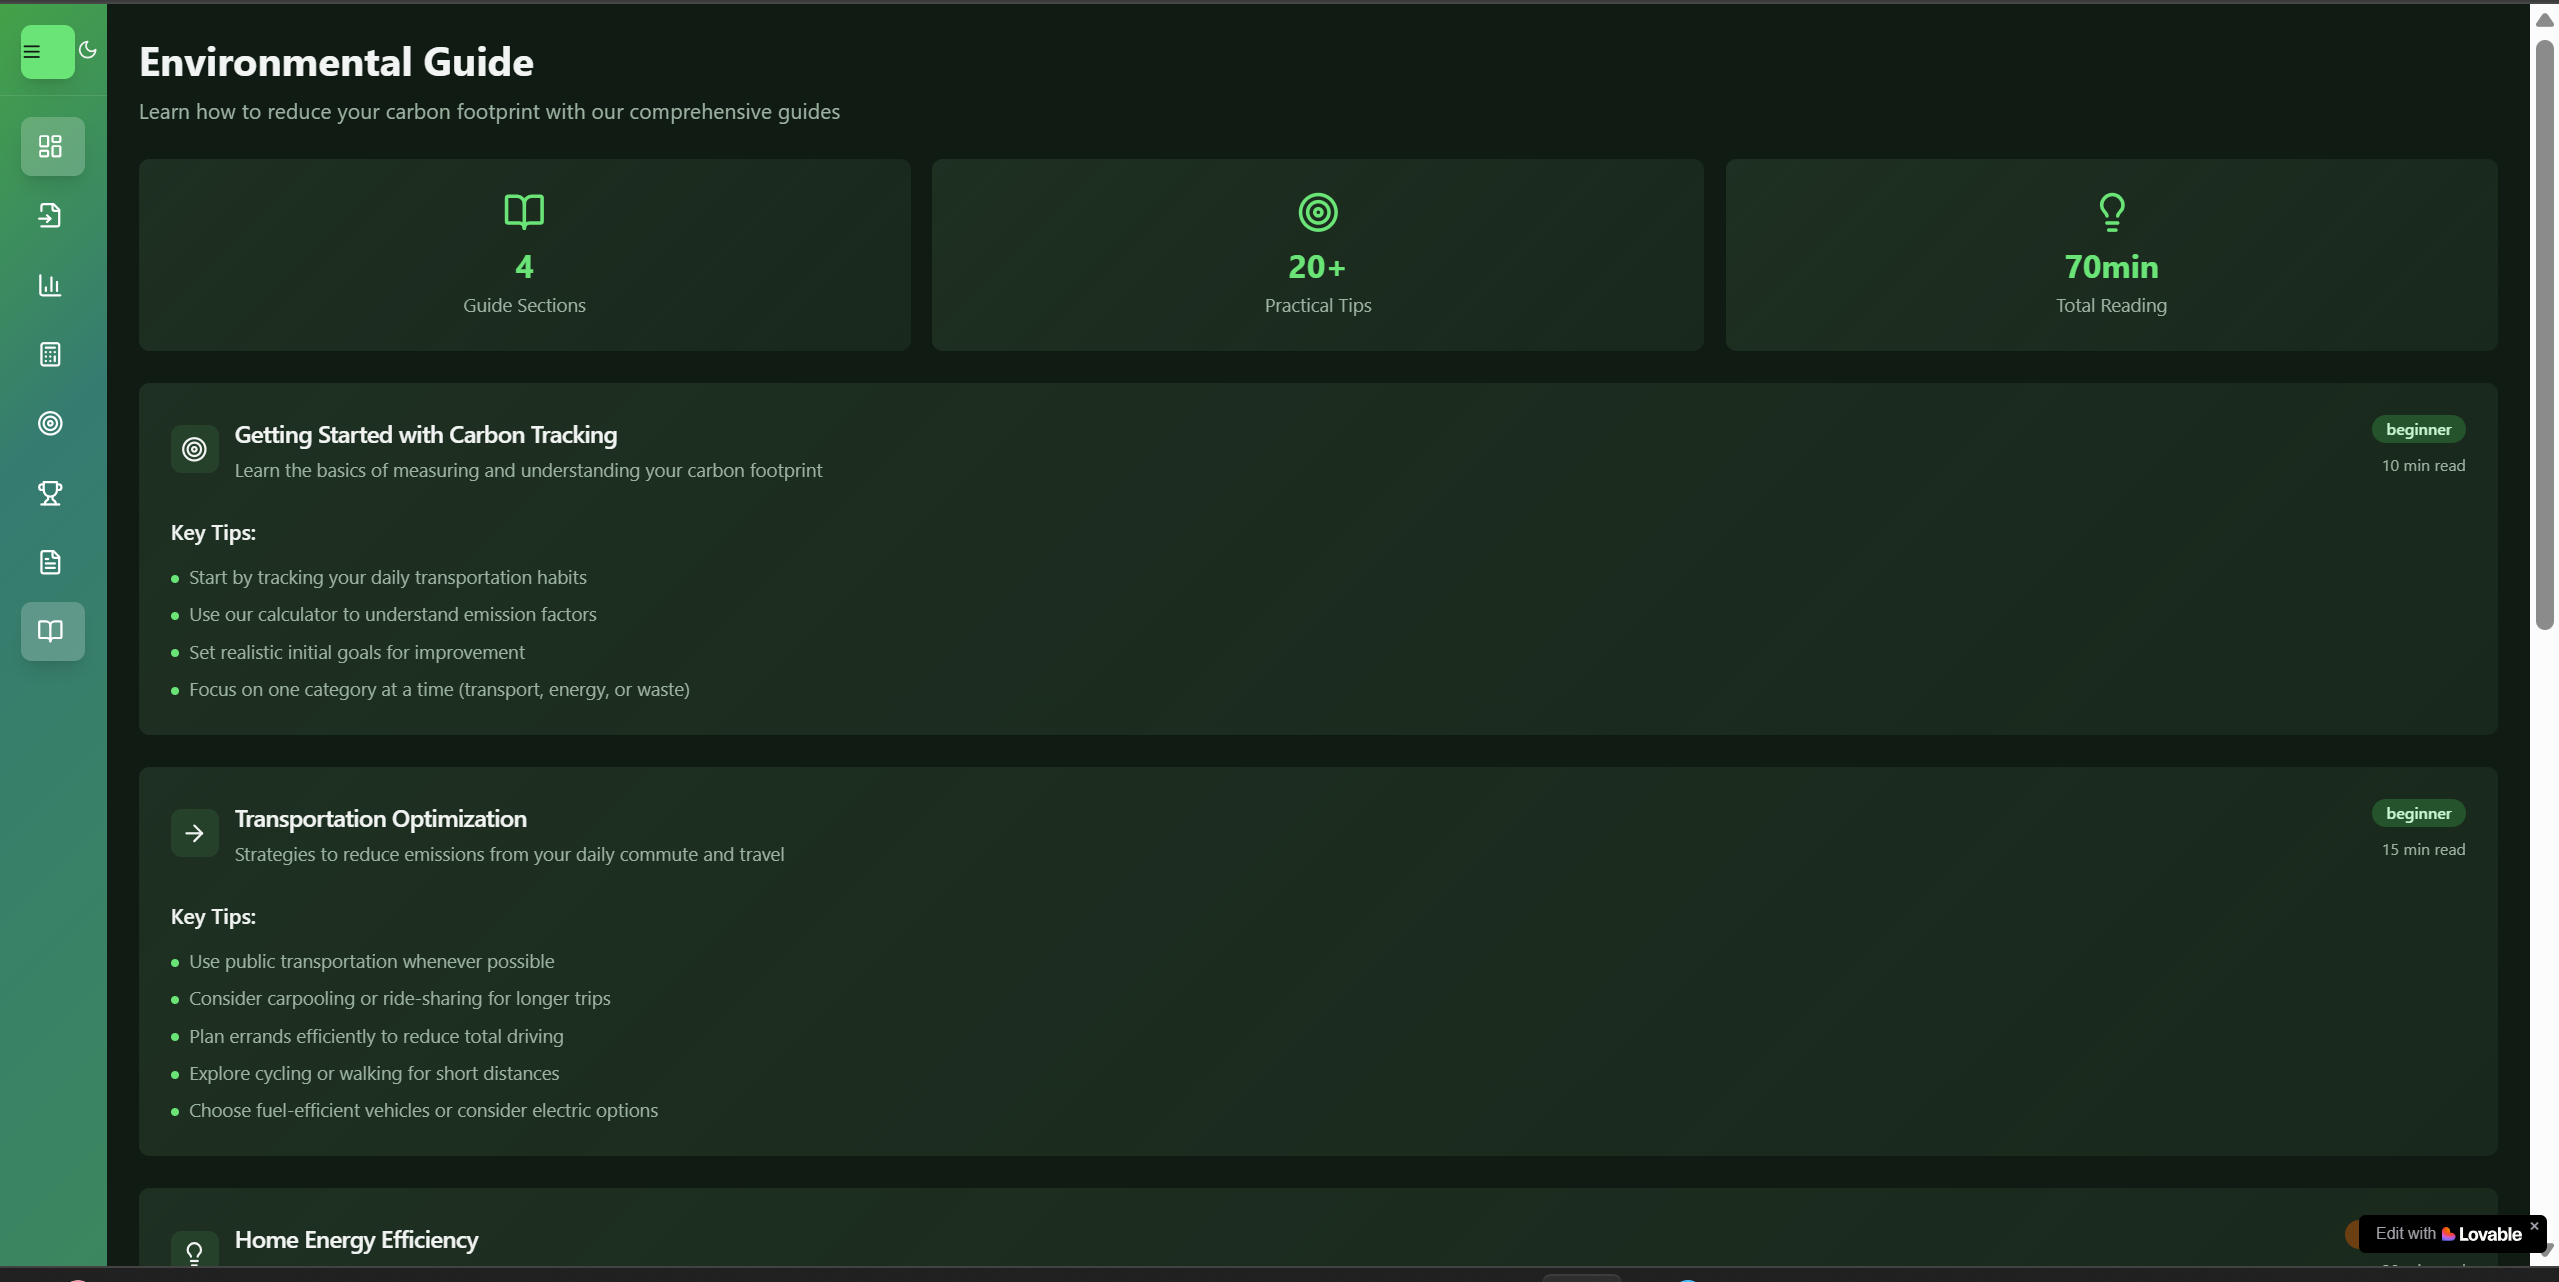 Environmental Guide
Learn how to reduce your carbon footprint with our comprehensive guides
4
Guide Sections
20+
Practical Tips
70min
Total Reading
Getting Started with Carbon Tracking
beginner
Learn the basics of measuring and understanding your carbon footprint
10 min read
Key Tips:
Start by tracking your daily transportation habits
Use our calculator to understand emission factors
Set realistic initial goals for improvement
Focus on one category at a time (transport, energy, or waste)
Transportation Optimization
beginner
Strategies to reduce emissions from your daily commute and travel
15 min read
Key Tips:
Use public transportation whenever possible
Consider carpooling or ride-sharing for longer trips
Plan errands efficiently to reduce total driving
Explore cycling or walking for short distances
Choose fuel-efficient vehicles or consider electric options
Home Energy Efficiency
Edit with Lovable